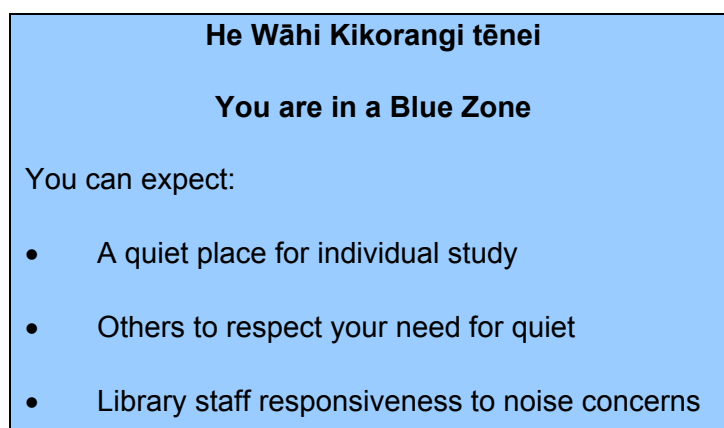 He Wāhi Kikorangi tēnei
You are in a Blue Zone
You can expect:
• A quiet place for individual study
• Others to respect your need for quiet
• Library staff responsiveness to noise concerns